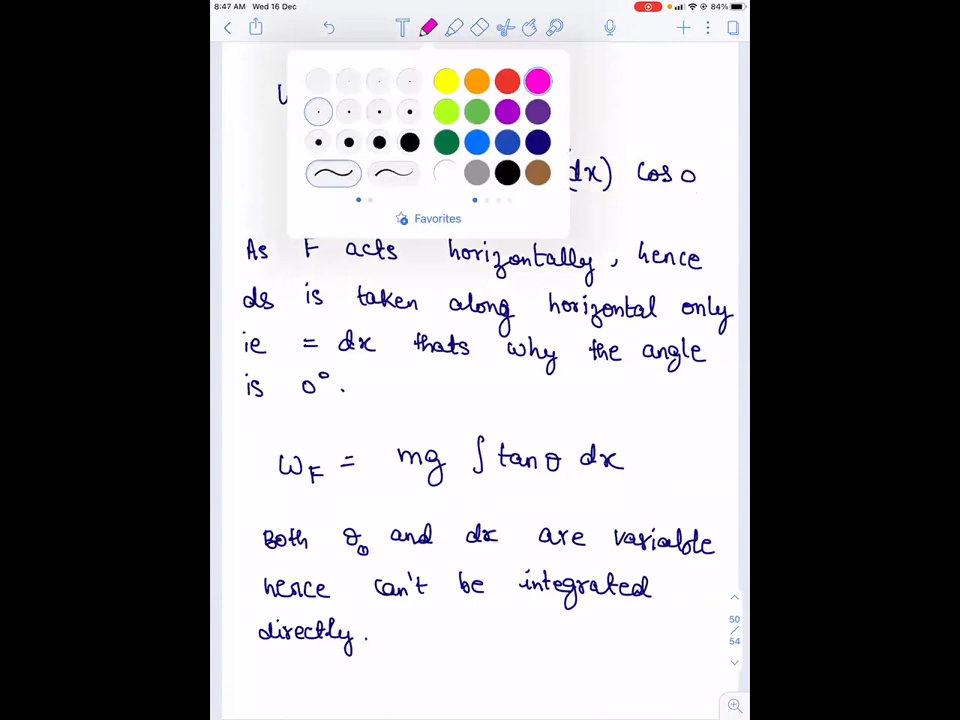 8:47 AM Wed 16 Dec 84%
T
Favorites
dx) cos 0
As F acts horizontally, hence
ds is taken along horizontal only
ie = dx thats why the angle
is 0°.
W_F = mg ∫ tan θ dx
Both θ and dx are variable
hence can't be integrated
directly.
50
/
54